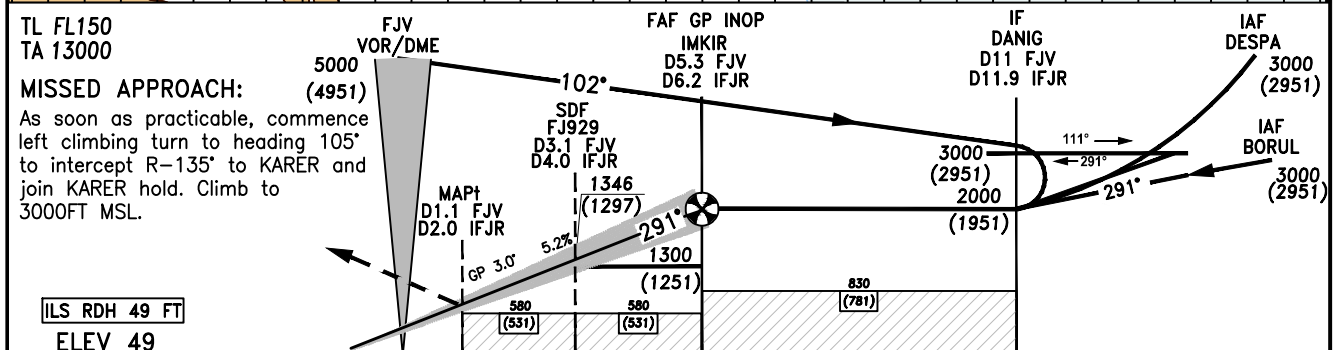 TL FL150
TA 13000
MISSED APPROACH:
As soon as practicable, commence
left climbing turn to heading 105°
to intercept R-135° to KARER and
join KARER hold. Climb to
3000FT MSL.
ILS RDH 49 FT
ELEV 49
FJV
VOR/DME
5000
(4951)
102°
MAPt
D1.1 FJV
D2.0 IFJR
SDF
FJ929
D3.1 FJV
D4.0 IFJR
1346
(1297)
FAF GP INOP
IMKIR
D5.3 FJV
D6.2 IFJR
GP 3.0°
5.2%
291°
1300
(1251)
580
(531)
580
(531)
830
(781)
IF
DANIG
D11 FJV
D11.9 IFJR
3000
(2951)
2000
(1951)
111°
291°
291°
IAF
DESPA
3000
(2951)
IAF
BORUL
3000
(2951)